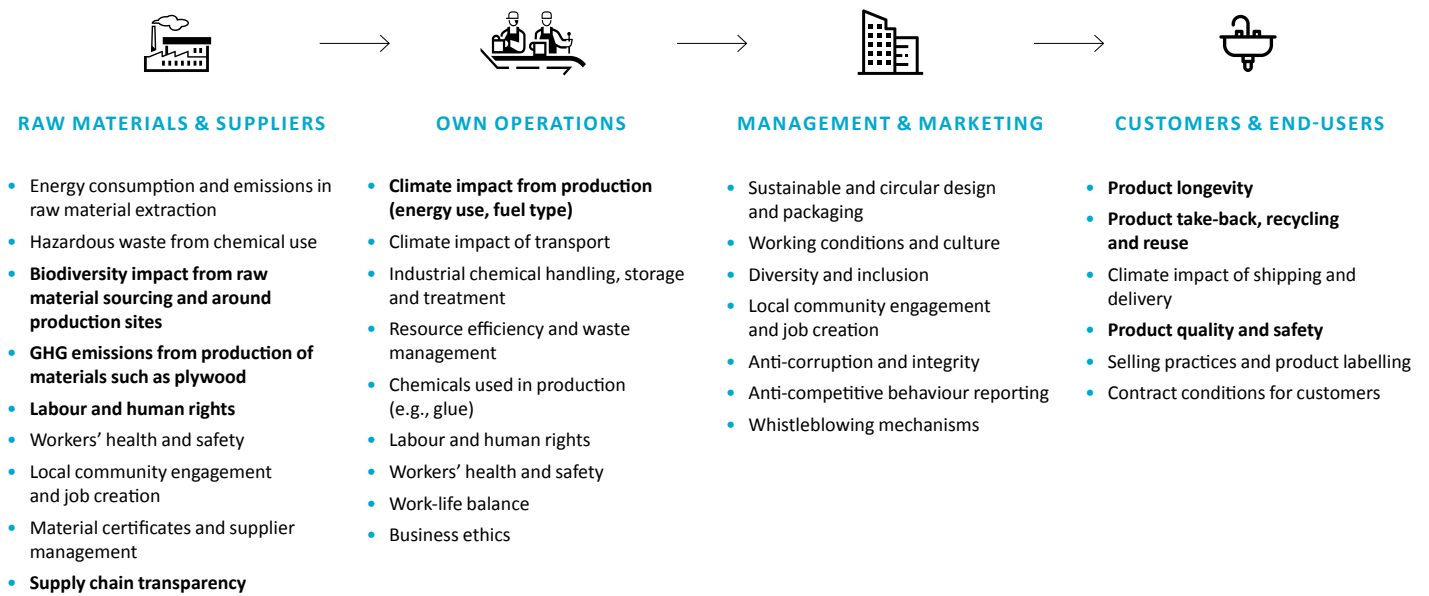 RAW MATERIALS & SUPPLIERS
• Energy consumption and emissions in
raw material extraction
• Hazardous waste from chemical use
• Biodiversity impact from raw
material sourcing and around
production sites
• GHG emissions from production of
materials such as plywood
• Labour and human rights
• Workers’ health and safety
• Local community engagement
and job creation
• Material certificates and supplier
management
• Supply chain transparency
OWN OPERATIONS
• Climate impact from production
(energy use, fuel type)
• Climate impact of transport
• Industrial chemical handling, storage
and treatment
• Resource efficiency and waste
management
• Chemicals used in production
(e.g., glue)
• Labour and human rights
• Workers’ health and safety
• Work-life balance
• Business ethics
MANAGEMENT & MARKETING
• Sustainable and circular design
and packaging
• Working conditions and culture
• Diversity and inclusion
• Local community engagement
and job creation
• Anti-corruption and integrity
• Anti-competitive behaviour reporting
• Whistleblowing mechanisms
CUSTOMERS & END-USERS
• Product longevity
• Product take-back, recycling
and reuse
• Climate impact of shipping and
delivery
• Product quality and safety
• Selling practices and product labelling
• Contract conditions for customers